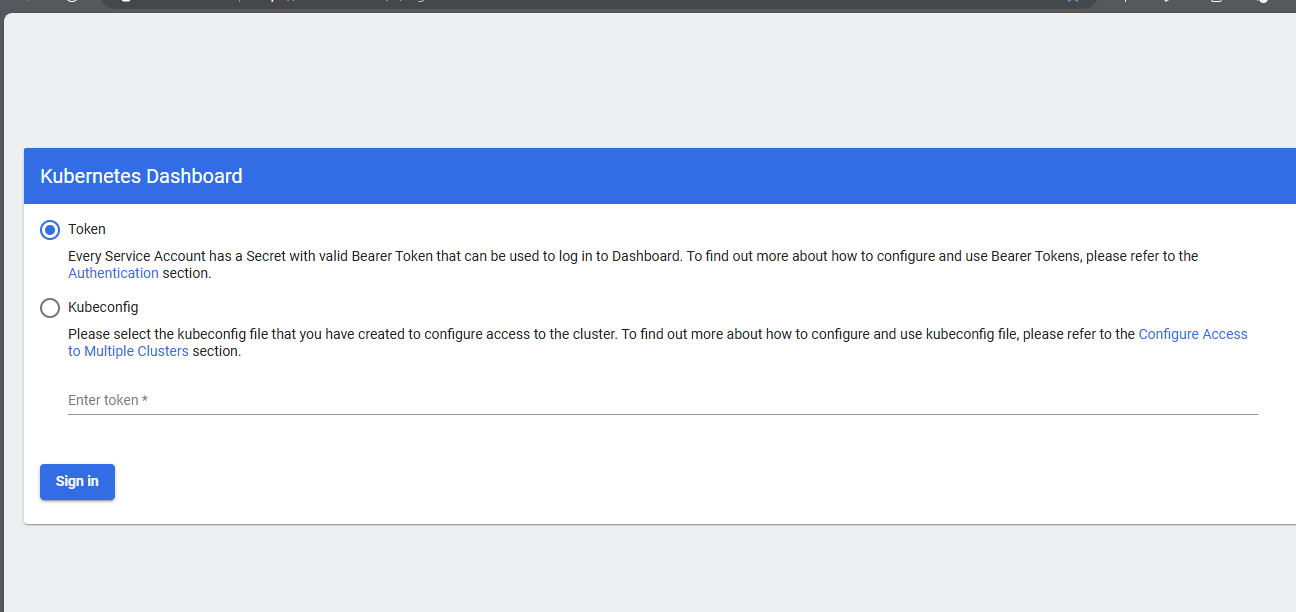 Kubernetes Dashboard
Token
Every Service Account has a Secret with valid Bearer Token that can be used to log in to Dashboard. To find out more about how to configure and use Bearer Tokens, please refer to the
Authentication section.
Kubeconfig
Please select the kubeconfig file that you have created to configure access to the cluster. To find out more about how to configure and use kubeconfig file, please refer to the Configure Access
to Multiple Clusters section.
Enter token *
Sign in